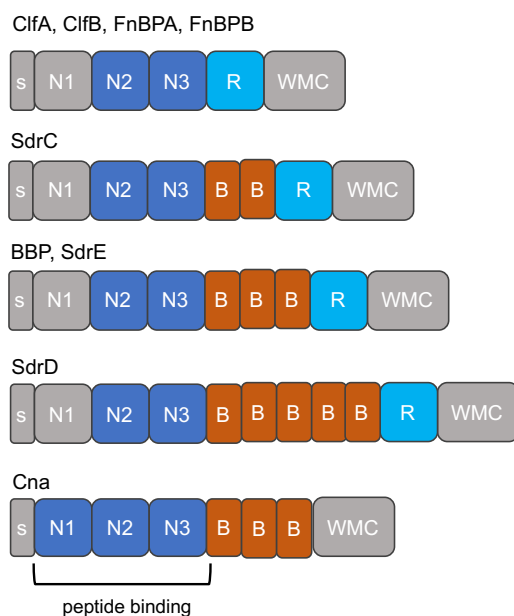 ClfA, ClfB, FnBPA, FnBPB
s N1 N2 N3 R WMC
SdrC
s N1 N2 N3 B B R WMC
BBP, SdrE
s N1 N2 N3 B B B R WMC
SdrD
s N1 N2 N3 B B B B B R WMC
Cna
s N1 N2 N3 B B B WMC
peptide binding